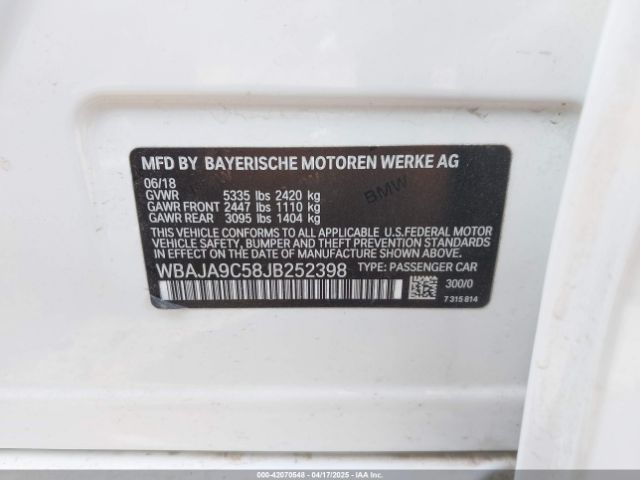 MFD BY BAYERISCHE MOTOREN WERKE AG
06/18
GVWR 5335 lbs 2420 kg
GAWR FRONT 2447 lbs 1110 kg
GAWR REAR 3095 lbs 1404 kg
BMW
THIS VEHICLE CONFORMS TO ALL APPLICABLE U.S.FEDERAL MOTOR
VEHICLE SAFETY, BUMPER, AND THEFT PREVENTION STANDARDS
IN EFFECT ON THE DATE OF MANUFACTURE SHOWN ABOVE.
WBAJA9C58JB252398 TYPE: PASSENGER CAR
300/0
7 315 814
000-42070548 - 04/17/2025 - IAAI.COM